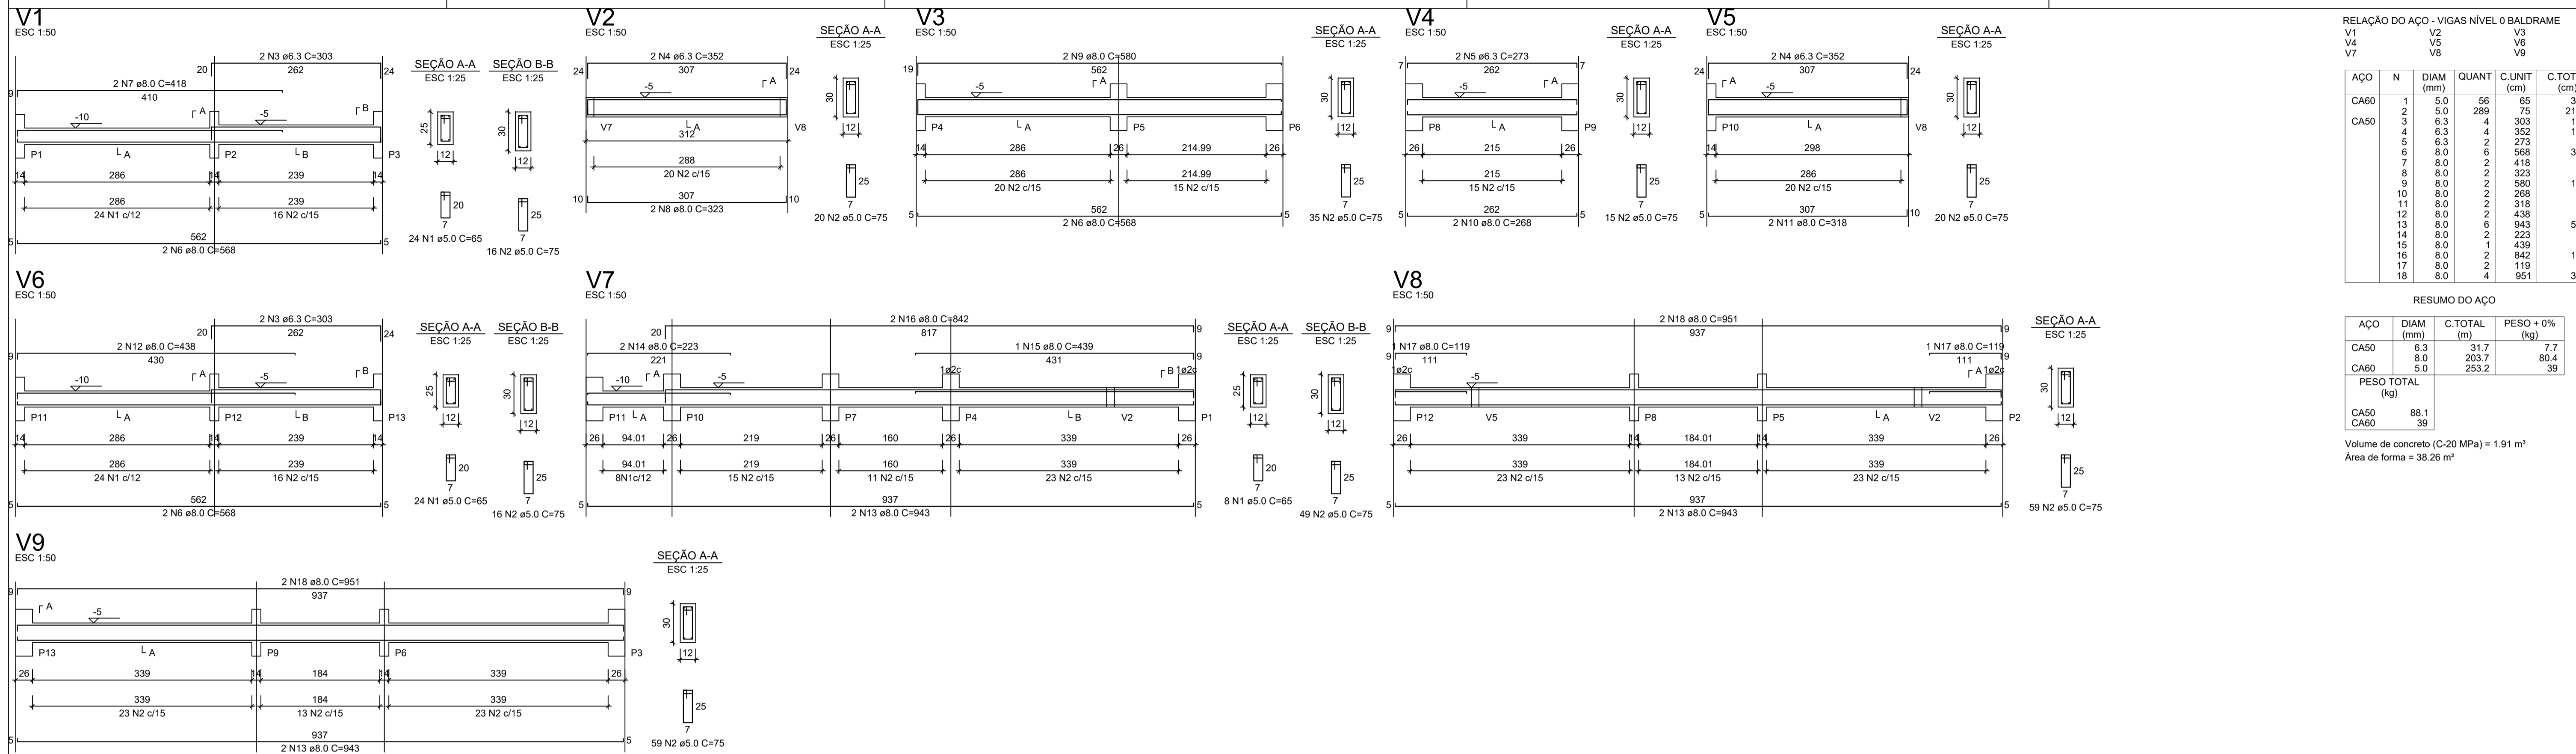 V1
ESC 1:50
2 N3 ø6.3 C=303
20 262 24
2 N7 ø8.0 C=418
9 410
A B
-10 -5
P1 A P2 B P3
14 286 14 239 14
286 239
24 N1 c/12 16 N2 c/15
5 562 5
2 N6 ø8.0 C=568
SEÇÃO A-A
ESC 1:25
25
12
20
7
24 N1 ø5.0 C=65
SEÇÃO B-B
ESC 1:25
30
12
25
7
16 N2 ø5.0 C=75
V2
ESC 1:50
2 N4 ø6.3 C=352
24 307 24
A
-5
V7 A V8
312
288
20 N2 c/15
10 307 10
2 N8 ø8.0 C=323
SEÇÃO A-A
ESC 1:25
30
12
25
7
20 N2 ø5.0 C=75
V3
ESC 1:50
2 N9 ø8.0 C=580
19 562
A
-5
P4 A P5 P6
14 286 26 214.99 26
286 214.99
20 N2 c/15 15 N2 c/15
5 562 5
2 N6 ø8.0 C=568
SEÇÃO A-A
ESC 1:25
30
12
25
7
35 N2 ø5.0 C=75
V4
ESC 1:50
2 N5 ø6.3 C=273
7 262 7
A
-5
P8 A P9
26 215 26
215
15 N2 c/15
5 262 5
2 N10 ø8.0 C=268
SEÇÃO A-A
ESC 1:25
30
12
25
7
15 N2 ø5.0 C=75
V5
ESC 1:50
2 N4 ø6.3 C=352
24 307 24
A
-5
P10 A V8
14 298
286
20 N2 c/15
5 307 10
2 N11 ø8.0 C=318
SEÇÃO A-A
ESC 1:25
30
12
25
7
20 N2 ø5.0 C=75
V6
ESC 1:50
2 N3 ø6.3 C=303
20 262 24
2 N12 ø8.0 C=438
9 430
A B
-10 -5
P11 A P12 B P13
14 286 14 239 14
286 239
24 N1 c/12 16 N2 c/15
5 562 5
2 N6 ø8.0 C=568
SEÇÃO A-A
ESC 1:25
25
12
20
7
24 N1 ø5.0 C=65
SEÇÃO B-B
ESC 1:25
30
12
25
7
16 N2 ø5.0 C=75
V7
ESC 1:50
2 N16 ø8.0 C=842
20 817 9
2 N14 ø8.0 C=223 1 N15 ø8.0 C=439
221 431 9
A 1ø2c B 1ø2c
-10 -5
P11 A P10 P7 P4 B V2 P1
26 94.01 26 219 26 160 26 339 26
94.01 219 160 339
8N1c/12 15 N2 c/15 11 N2 c/15 23 N2 c/15
5 937 5
2 N13 ø8.0 C=943
SEÇÃO A-A
ESC 1:25
25
12
20
7
8 N1 ø5.0 C=65
SEÇÃO B-B
ESC 1:25
30
12
25
7
49 N2 ø5.0 C=75
V8
ESC 1:50
2 N18 ø8.0 C=951
9 937 9
1 N17 ø8.0 C=119 1 N17 ø8.0 C=119
9 111 111 9
1ø2c A 1ø2c
-5
P12 V5 P8 P5 A V2 P2
26 339 14 184.01 14 339 26
339 184.01 339
23 N2 c/15 13 N2 c/15 23 N2 c/15
5 937 5
2 N13 ø8.0 C=943
SEÇÃO A-A
ESC 1:25
30
12
25
7
59 N2 ø5.0 C=75
V9
ESC 1:50
2 N18 ø8.0 C=951
9 937 9
A
-5
P13 A P9 P6 P3
26 339 14 184 14 339 26
339 184 339
23 N2 c/15 13 N2 c/15 23 N2 c/15
5 937 5
2 N13 ø8.0 C=943
SEÇÃO A-A
ESC 1:25
30
12
25
7
59 N2 ø5.0 C=75
RELAÇÃO DO AÇO - VIGAS NÍVEL 0 BALDRAME
V1 V2 V3
V4 V5 V6
V7 V8 V9
AÇO N DIAM QUANT C.UNIT C.TOT
(mm) (cm) (cm)
CA60 1 5.0 56 65 3
2 5.0 289 75 21
CA50 3 6.3 4 303 1
4 6.3 4 352 1
5 6.3 2 273
6 8.0 6 568 3
7 8.0 2 418
8 8.0 2 323
9 8.0 2 580 1
10 8.0 2 268
11 8.0 2 318
12 8.0 2 438
13 8.0 6 943 5
14 8.0 2 223
15 8.0 1 439
16 8.0 2 842 1
17 8.0 2 119
18 8.0 4 951 3
RESUMO DO AÇO
AÇO DIAM C.TOTAL PESO + 0%
(mm) (m) (kg)
CA50 6.3 31.7 7.7
8.0 203.7 80.4
CA60 5.0 253.2 39
PESO TOTAL
(kg)
CA50 88.1
CA60 39
Volume de concreto (C-20 MPa) = 1.91 m³
Área de forma = 38.26 m²